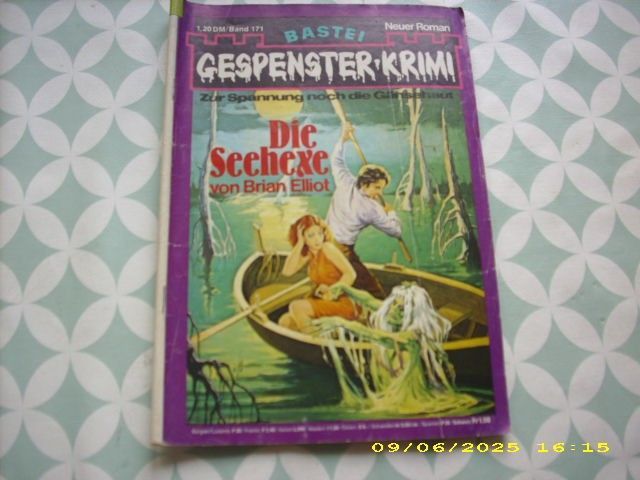 1,20 DM/Band 171
BASTEI
Neuer Roman
GESPENSTER-KRIMI
Zur Spannung noch die Gänsehaut
Die
Seehexe
von Brian Elliot
09/06/2025 16:15